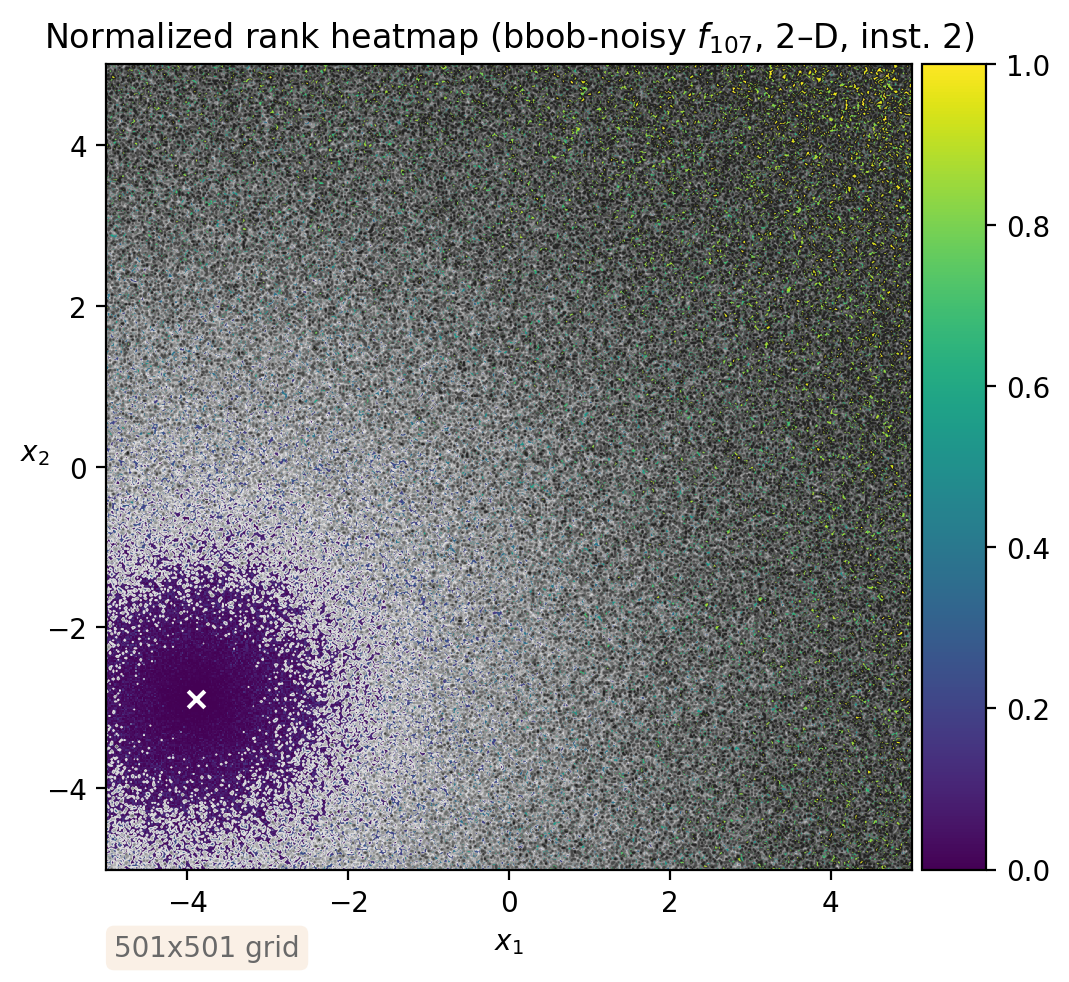 Normalized rank heatmap (bbob-noisy f107, 2–D, inst. 2)
1.0
0.8
0.6
0.4
0.2
0.0
4
2
0
−2
−4
x2
−4 −2 0 2 4
x1
501x501 grid